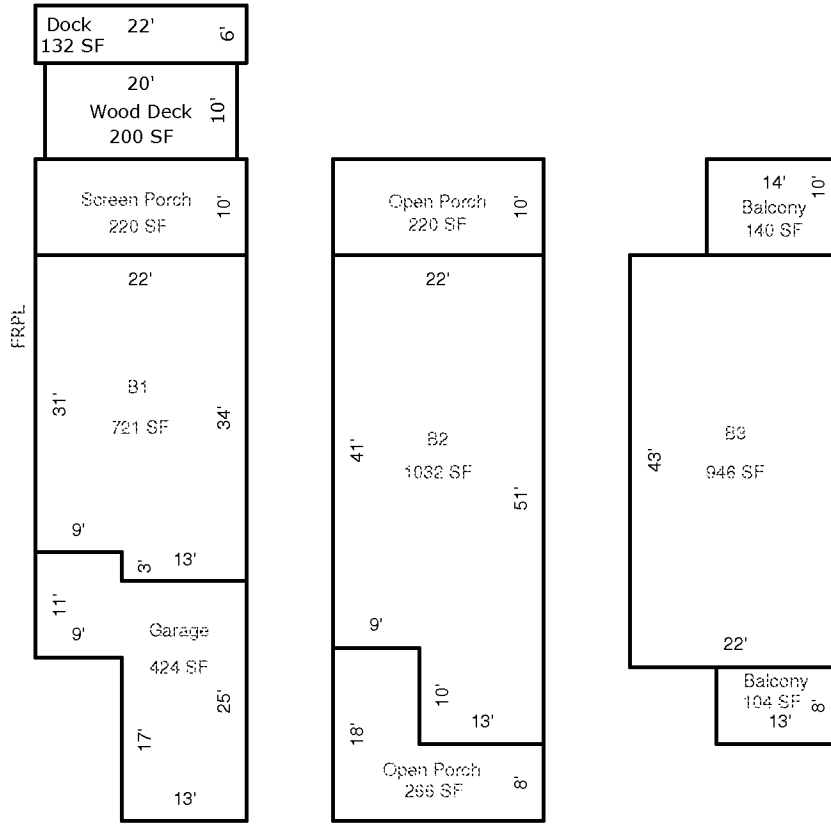 Dock
22'
6'
132 SF
20'
10'
Wood Deck
200 SF
Screen Porch
10'
220 SF
22'
FRPL
B1
31'
34'
721 SF
9'
3'
13'
11'
9'
Garage
424 SF
25'
17'
13'
Open Porch
10'
220 SF
22'
B2
41'
1032 SF
51'
9'
10'
13'
18'
Open Porch
266 SF
8'
14'
10'
Balcony
140 SF
B3
43'
946 SF
22'
Balcony
104 SF
8'
13'